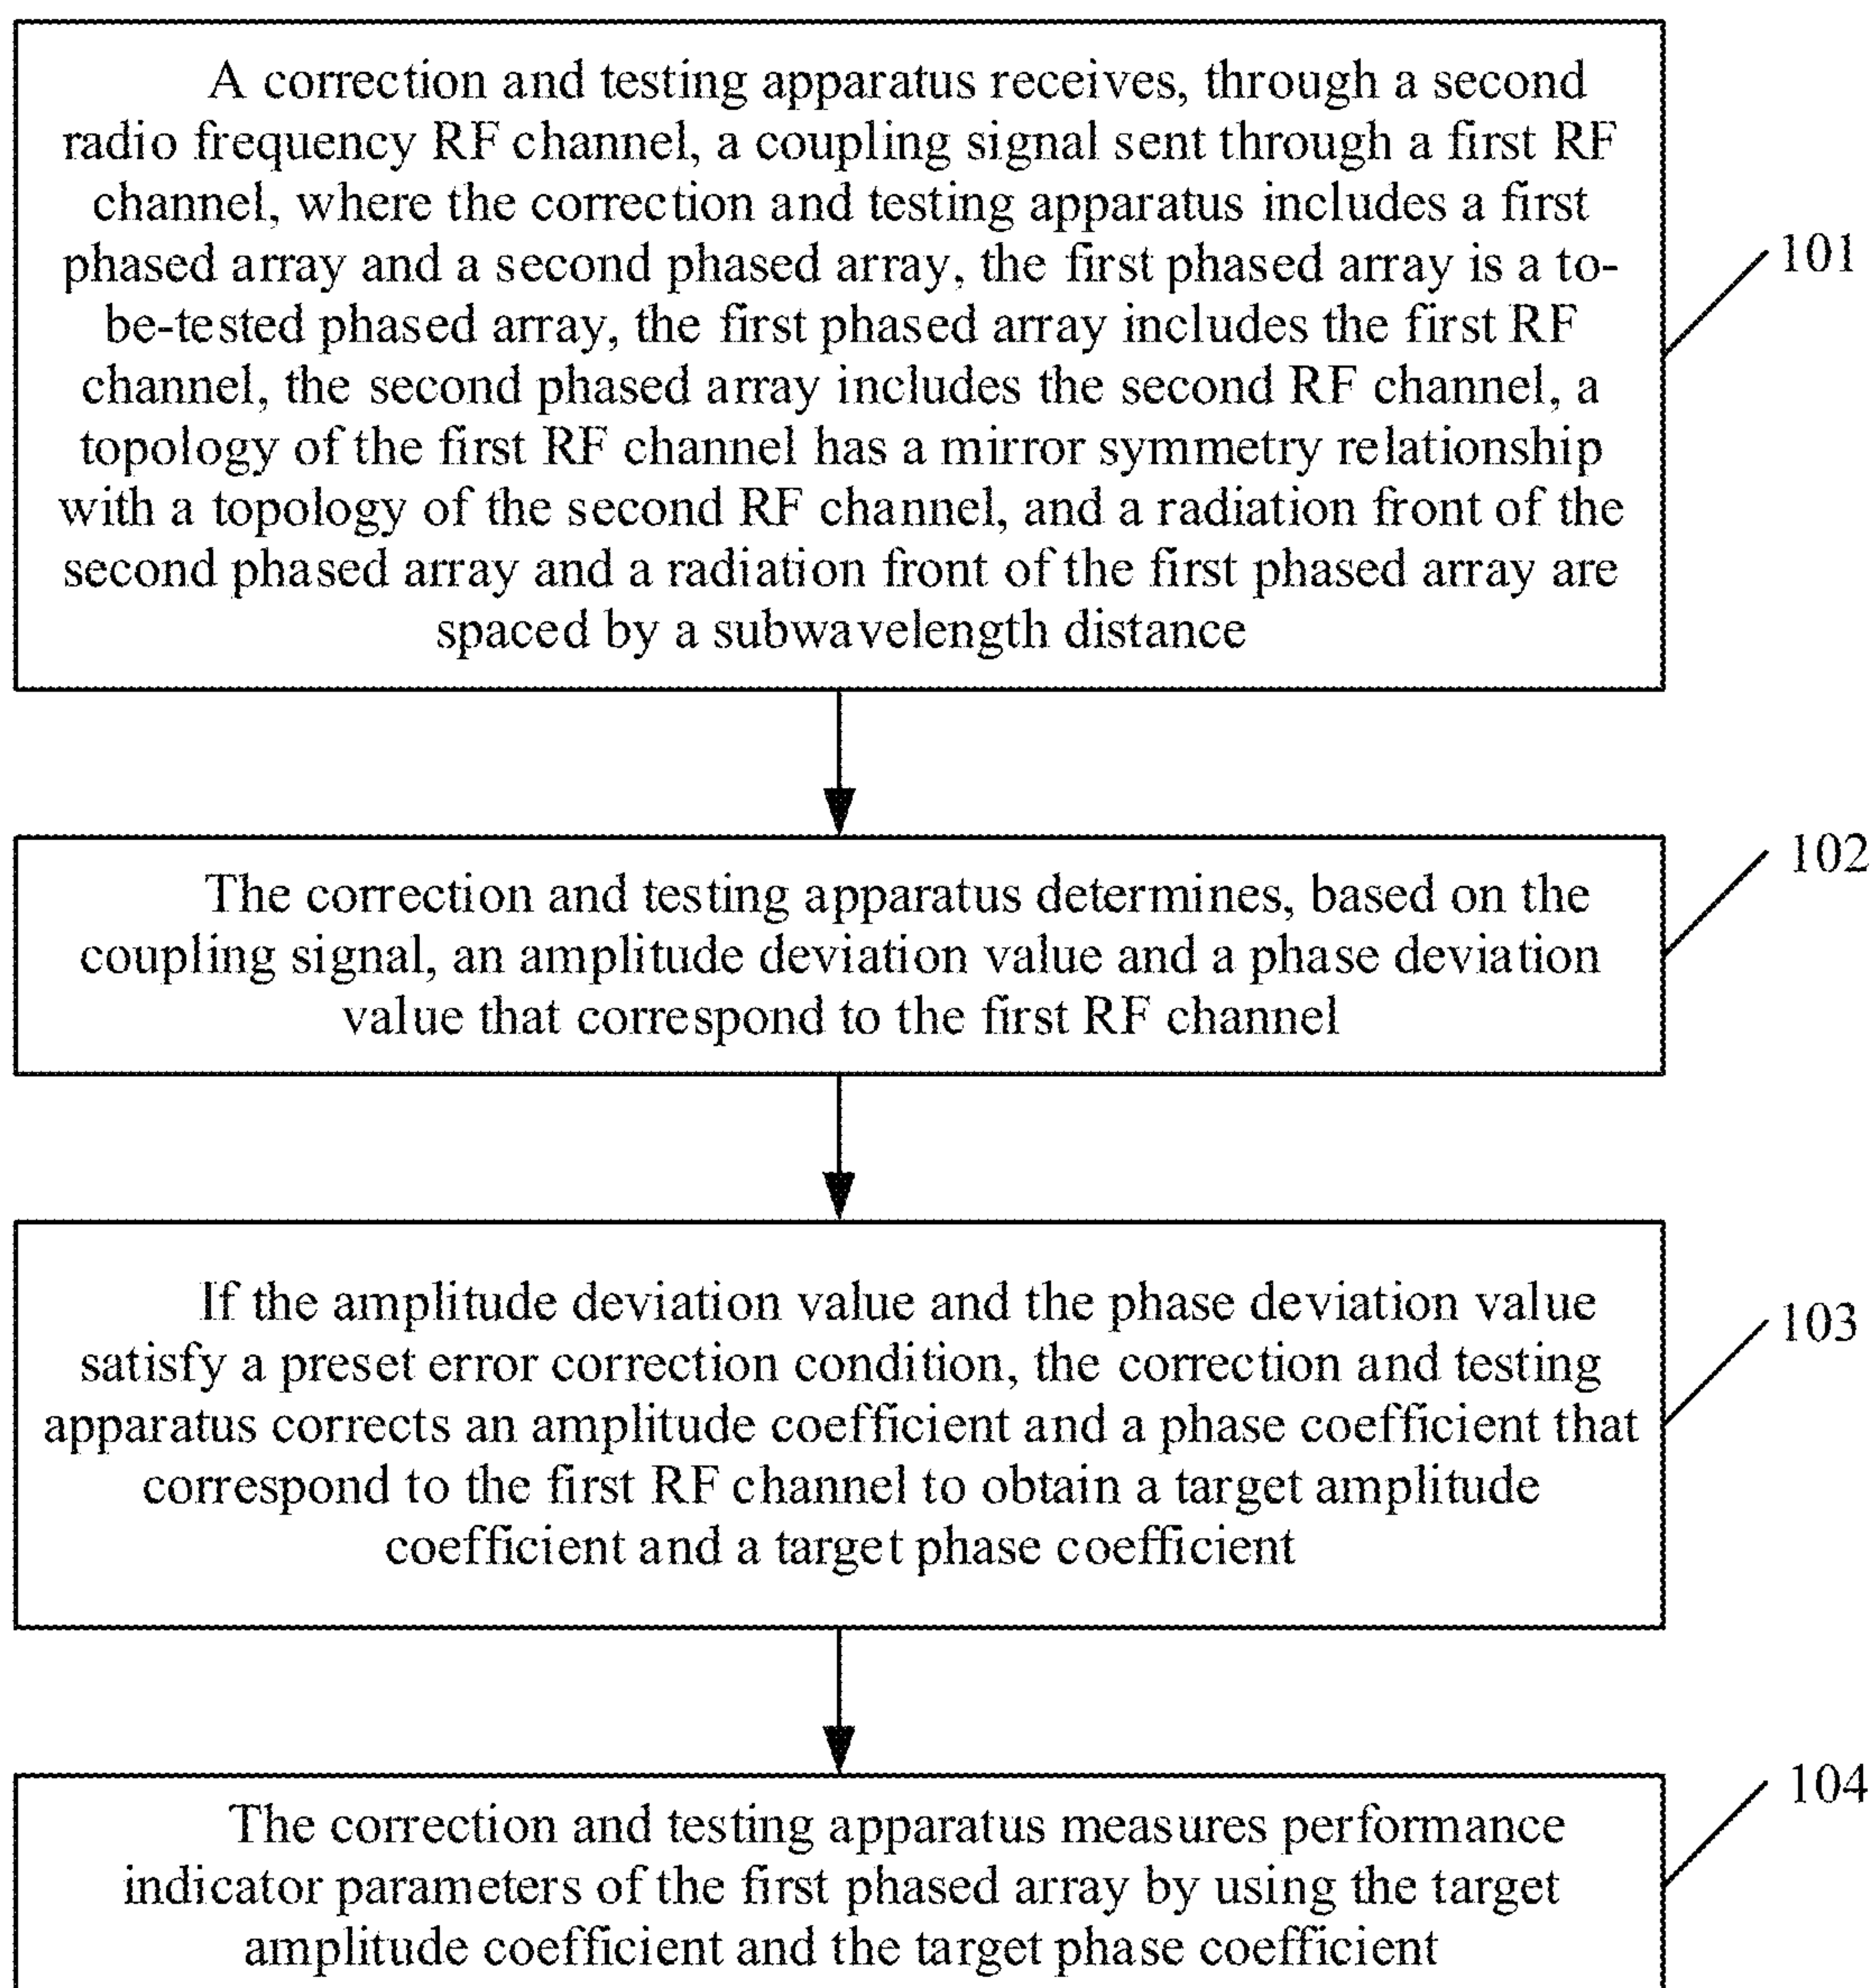 A correction and testing apparatus receives, through a second
radio frequency RF channel, a coupling signal sent through a first RF
channel, where the correction and testing apparatus includes a first
phased array and a second phased array, the first phased array is a to-
be-tested phased array, the first phased array includes the first RF
channel, the second phased array includes the second RF channel, a
topology of the first RF channel has a mirror symmetry relationship
with a topology of the second RF channel, and a radiation front of the
second phased array and a radiation front of the first phased array are
spaced by a subwavelength distance
101
The correction and testing apparatus determines, based on the
coupling signal, an amplitude deviation value and a phase deviation
value that correspond to the first RF channel
102
If the amplitude deviation value and the phase deviation value
satisfy a preset error correction condition, the correction and testing
apparatus corrects an amplitude coefficient and a phase coefficient that
correspond to the first RF channel to obtain a target amplitude
coefficient and a target phase coefficient
103
The correction and testing apparatus measures performance
indicator parameters of the first phased array by using the target
amplitude coefficient and the target phase coefficient
104